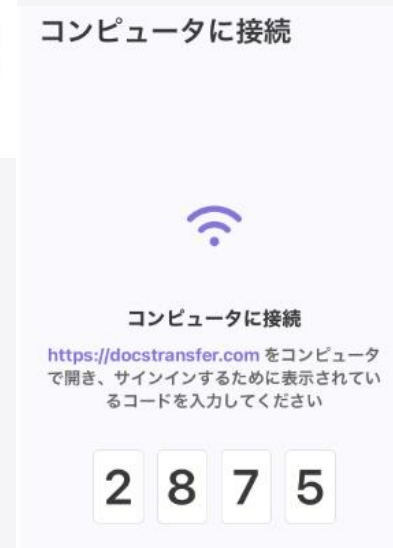 コンピュータに接続
コンピュータに接続
https://docstransfer.com をコンピュータ
で開き、サインインするために表示されてい
るコードを入力してください
2 8 7 5